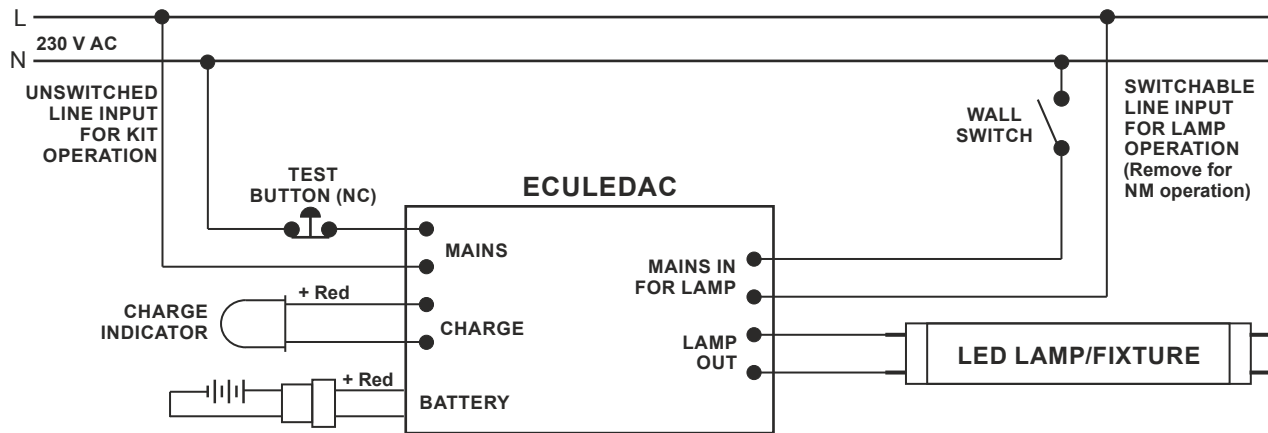 L
230 V AC
N
UNSWITCHED
LINE INPUT
FOR KIT
OPERATION
TEST
BUTTON (NC)
ECULEDAC
WALL
SWITCH
SWITCHABLE
LINE INPUT
FOR LAMP
OPERATION
(Remove for
NM operation)
MAINS
MAINS IN
FOR LAMP
+ Red
CHARGE
INDICATOR
CHARGE
LAMP
OUT
LED LAMP/FIXTURE
+ Red
BATTERY